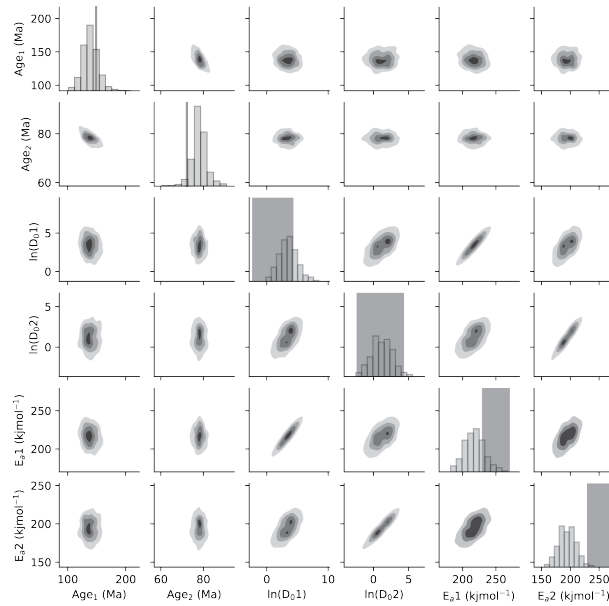 200
150
100
Age₁ (Ma)
80
60
Age₂ (Ma)
5
0
ln(D₀1)
5
0
ln(D₀2)
250
200
Eₐ1 (kjmol⁻¹)
250
200
150
Eₐ2 (kjmol⁻¹)
100 200 60 80 0 10 0 5 200 250 150 200 250
Age₁ (Ma) Age₂ (Ma) ln(D₀1) ln(D₀2) Eₐ1 (kjmol⁻¹) Eₐ2 (kjmol⁻¹)